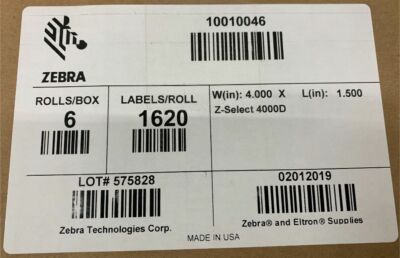 10010046
ZEBRA
ROLLS/BOX
6
LABELS/ROLL
1620
W(in): 4.000 X L(in): 1.500
Z-Select 4000D
LOT# 575828
02012019
Zebra Technologies Corp.
Zebra® and Eltron® Supplies
MADE IN USA